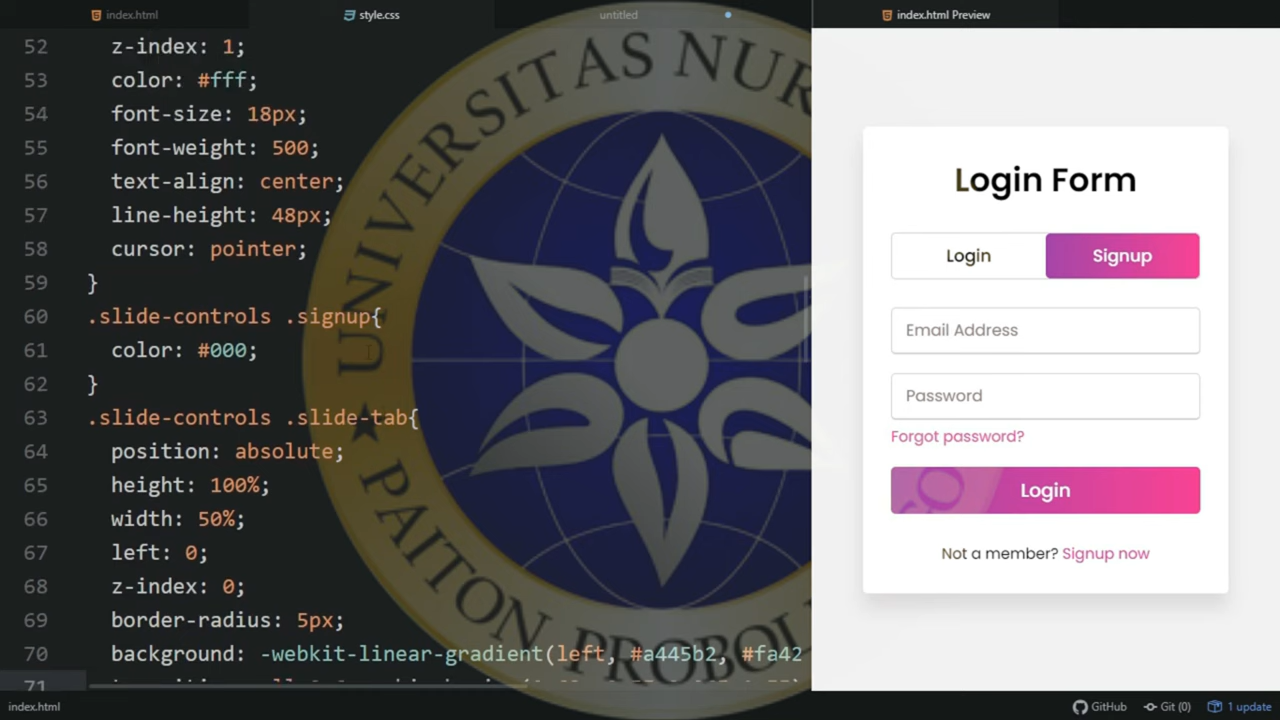 index.html
style.css
untitled
index.html Preview
52 z-index: 1;
53 color: #fff;
54 font-size: 18px;
55 font-weight: 500;
56 text-align: center;
57 line-height: 48px;
58 cursor: pointer;
59 }
60 .slide-controls .signup{
61 color: #000;
62 }
63 .slide-controls .slide-tab{
64 position: absolute;
65 height: 100%;
66 width: 50%;
67 left: 0;
68 z-index: 0;
69 border-radius: 5px;
70 background: -webkit-linear-gradient(left, #a445b2, #fa42
71
UNIVERSITAS NUR
PAITON PROBOL
Login Form
Login
Signup
Email Address
Password
Forgot password?
Login
Not a member? Signup now
index.html
GitHub
Git (0)
1 update